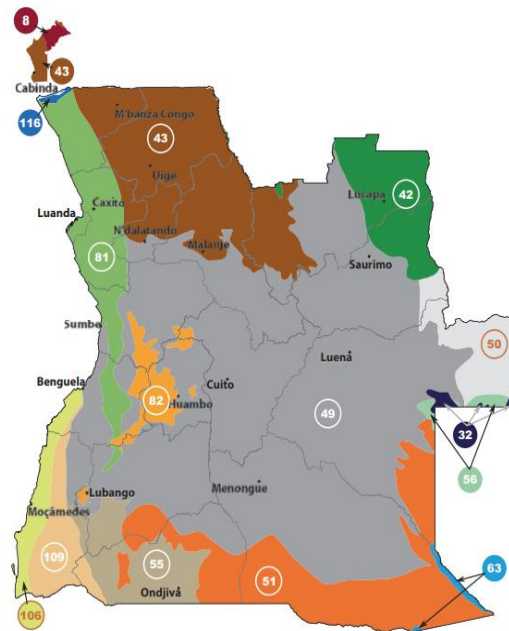 8
43
Cabinda
116
M'banza Congo
43
Uige
42
Lucapa
Luanda
Caxito
N'dalatando
81
Malanje
Saurimo
Sumbe
50
Luena
Benguela
Cuito
82
Huambo
49
32
56
Lubango
Menongue
Moçâmedes
109
55
51
63
Ondjivá
106